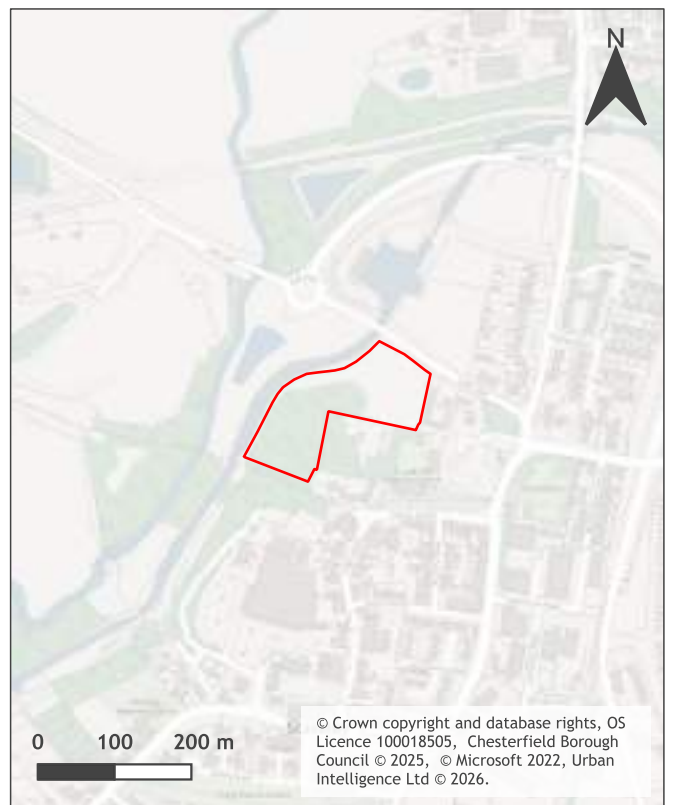 N
0 100 200 m
© Crown copyright and database rights, OS
Licence 100018505, Chesterfield Borough
Council © 2025, © Microsoft 2022, Urban
Intelligence Ltd © 2026.